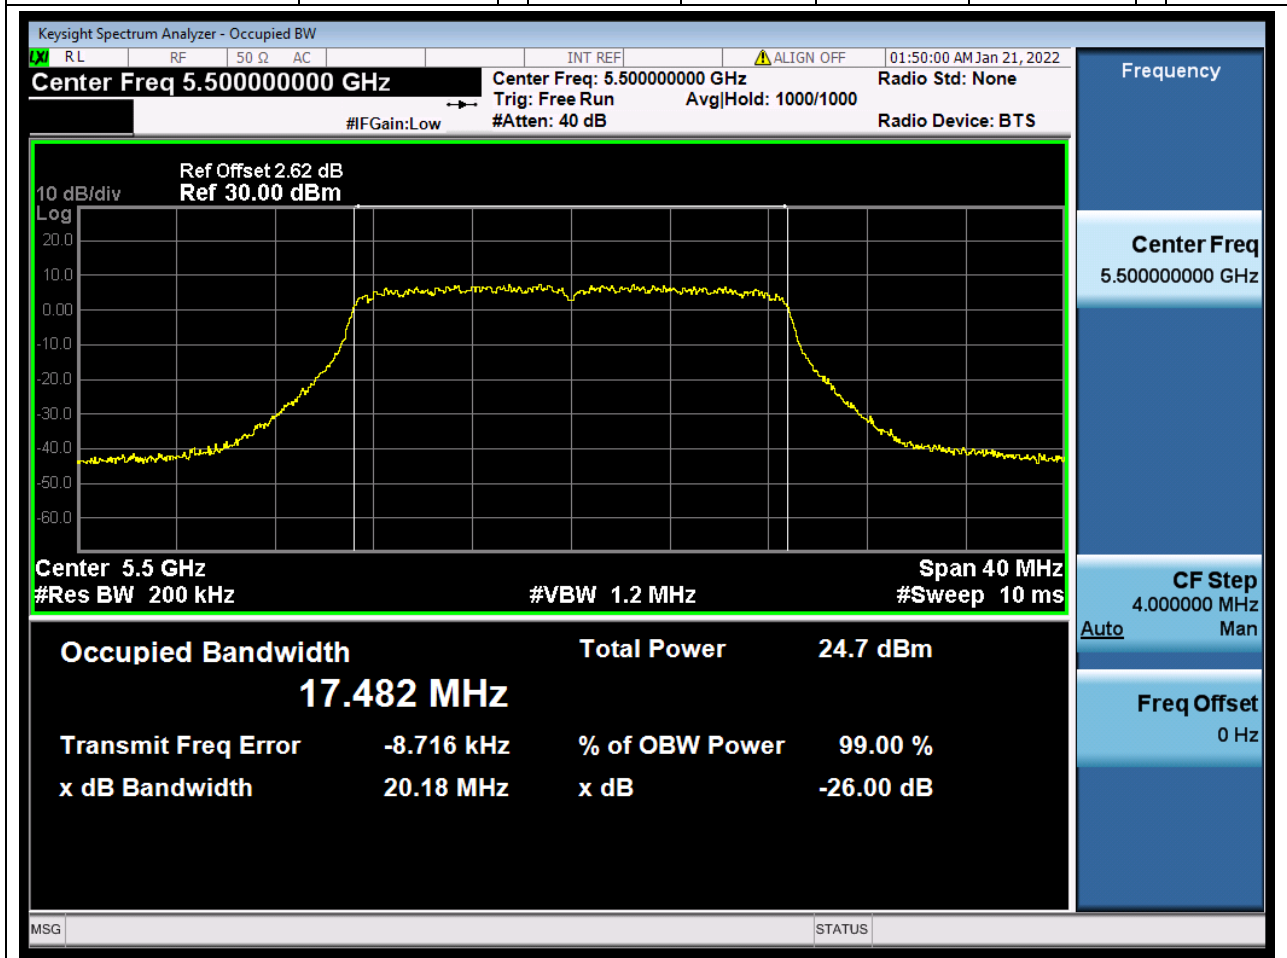 Keysight Spectrum Analyzer - Occupied BW
LXI RL RF 50 Ω AC INT REF ALIGN OFF 01:50:00 AM Jan 21, 2022
Center Freq 5.500000000 GHz
Center Freq: 5.500000000 GHz
Radio Std: None
Trig: Free Run Avg|Hold: 1000/1000
#IFGain:Low
#Atten: 40 dB
Radio Device: BTS
Frequency
Ref Offset 2.62 dB
10 dB/div Ref 30.00 dBm
Log
20.0
10.0
0.00
-10.0
-20.0
-30.0
-40.0
-50.0
-60.0
Center 5.5 GHz Span 40 MHz
#Res BW 200 kHz #VBW 1.2 MHz #Sweep 10 ms
Occupied Bandwidth Total Power 24.7 dBm
17.482 MHz
Transmit Freq Error -8.716 kHz % of OBW Power 99.00 %
x dB Bandwidth 20.18 MHz x dB -26.00 dB
Center Freq
5.500000000 GHz
CF Step
4.000000 MHz
Auto Man
Freq Offset
0 Hz
MSG STATUS